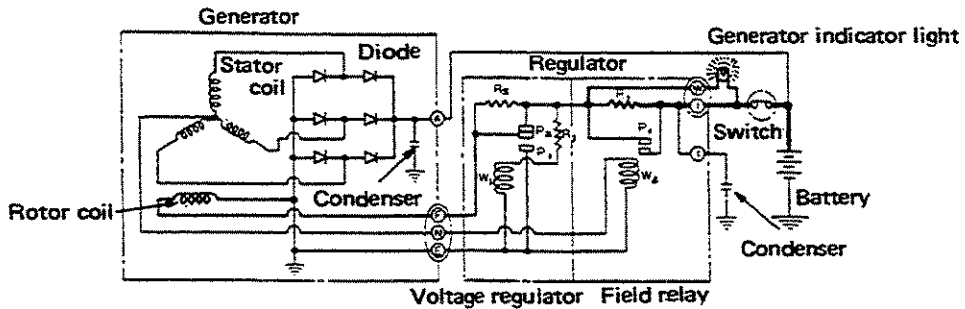 Generator
Generator indicator light
Stator
coil
Diode
Regulator
A
Switch
Condenser
Rotor coil
F
N
E
Battery
Condenser
Voltage regulator
Field relay